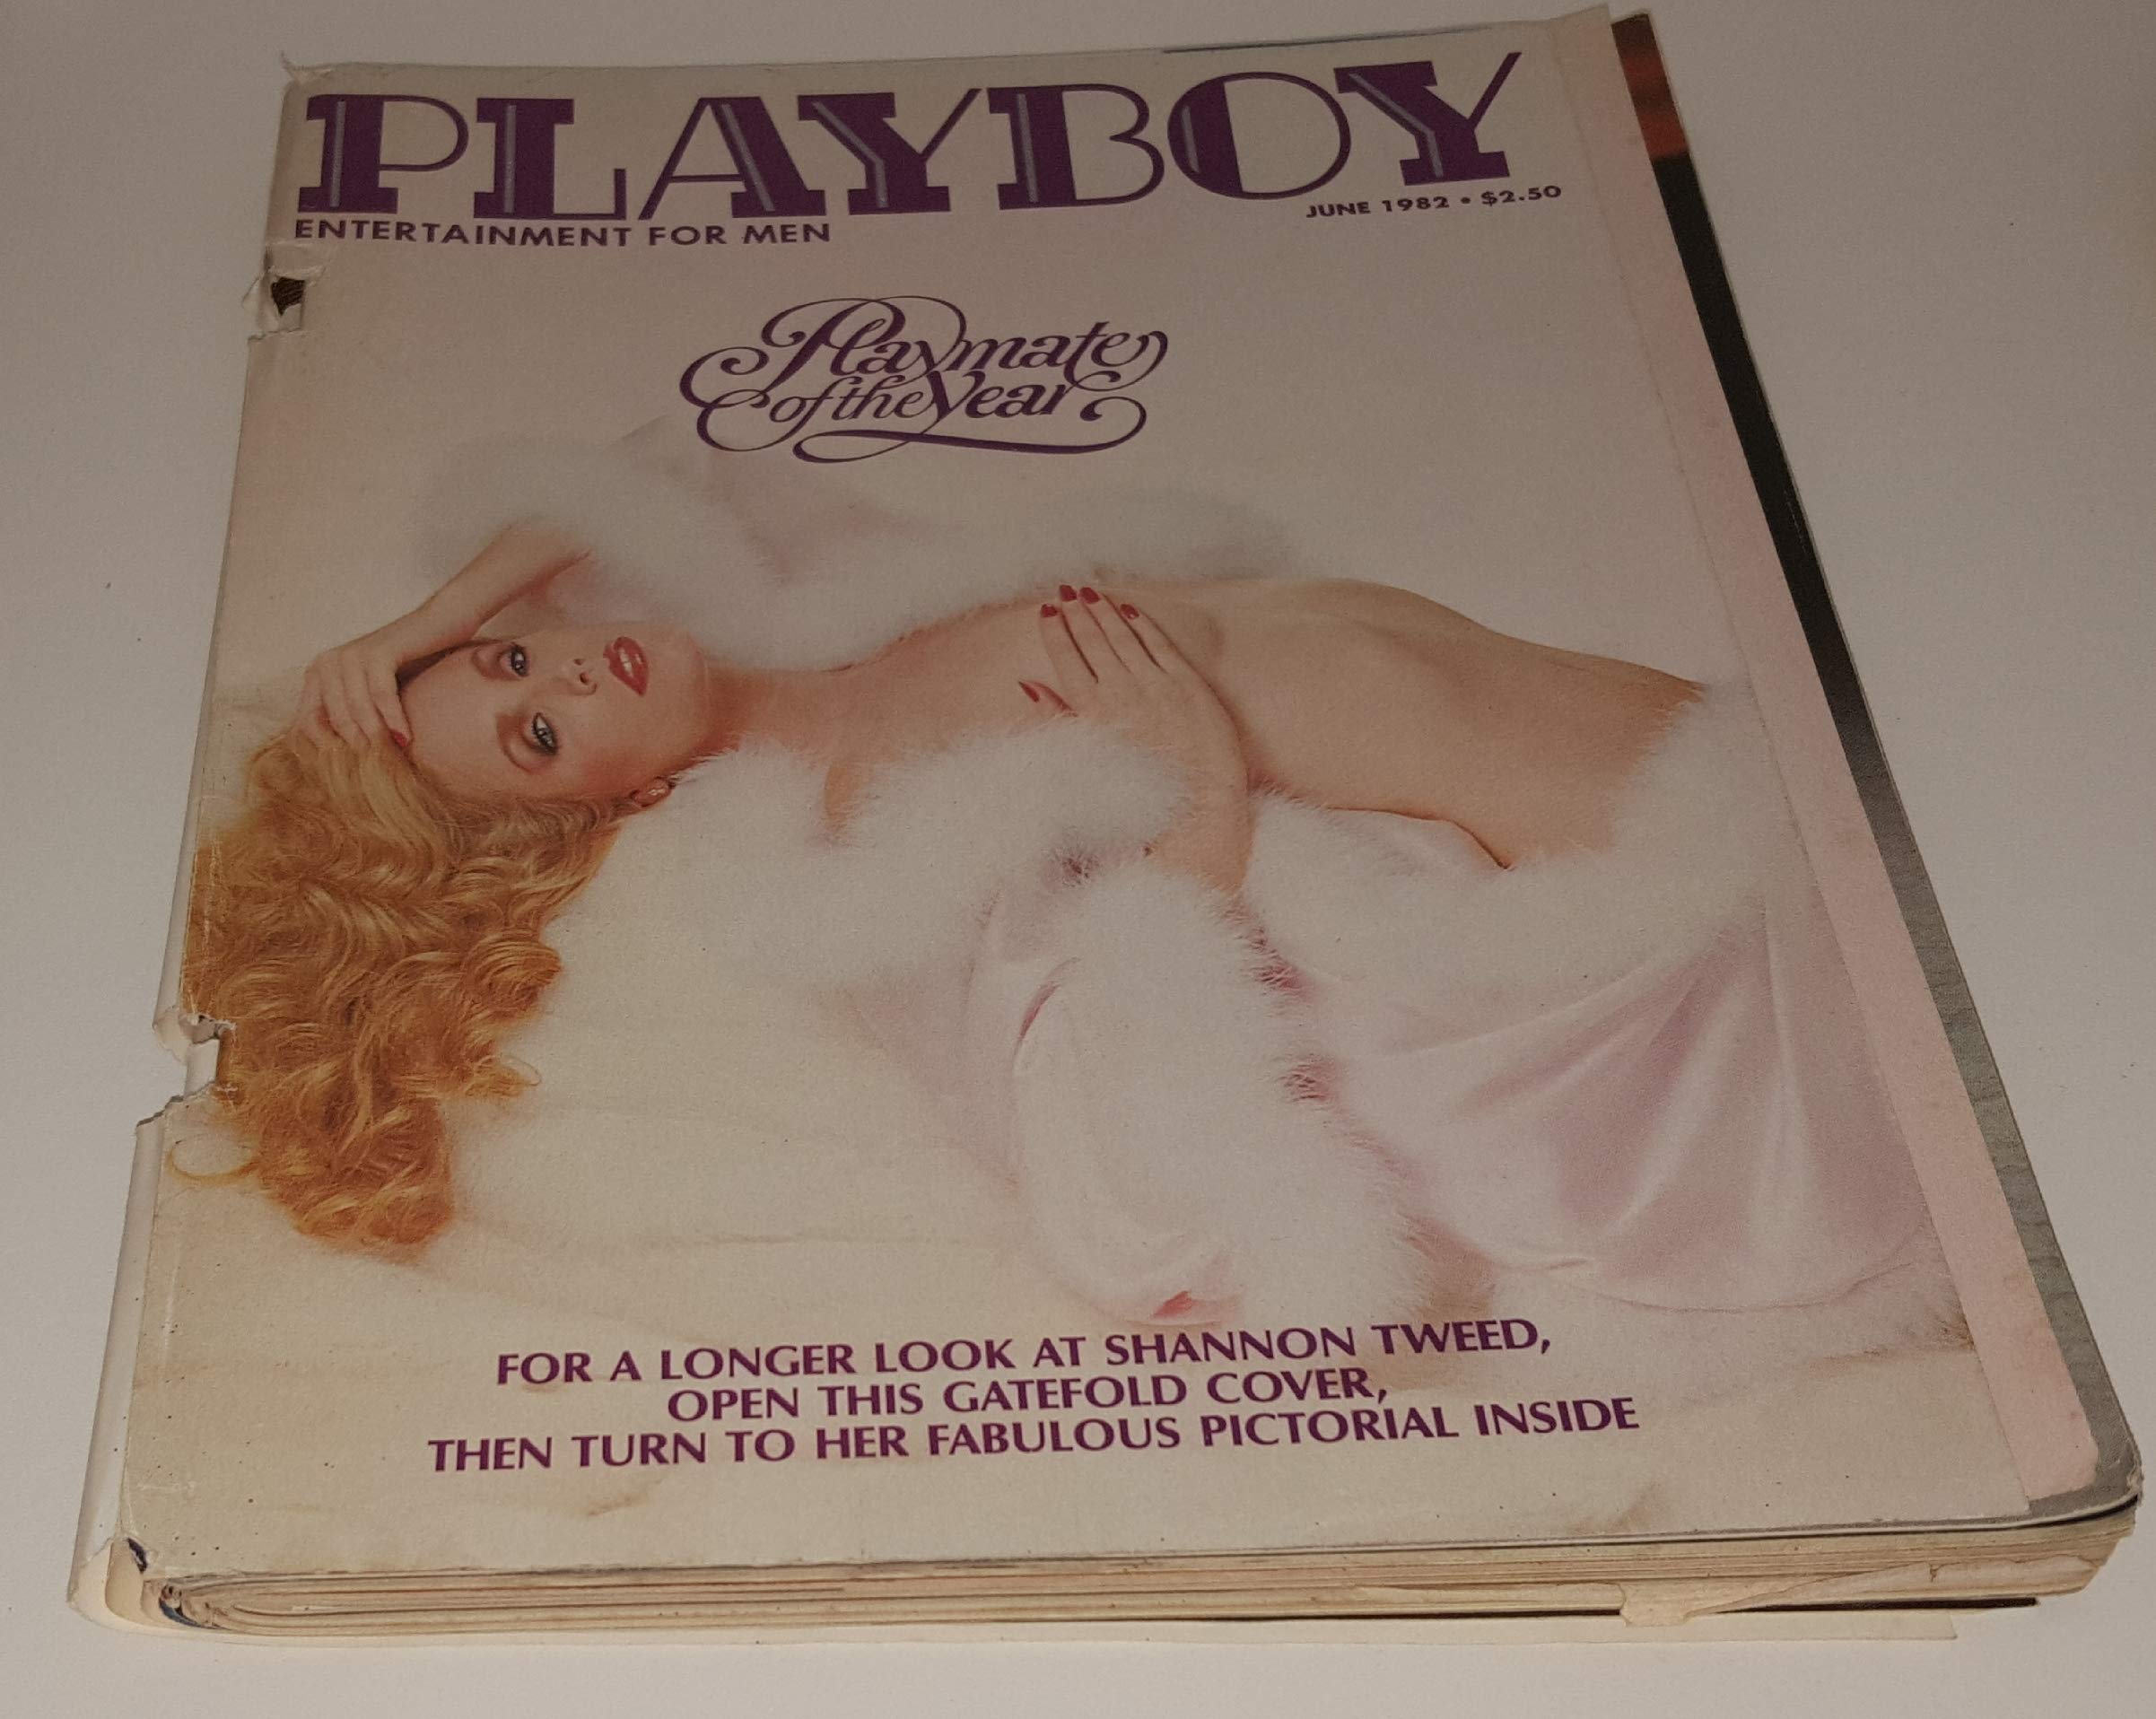 PLAYBOY
ENTERTAINMENT FOR MEN
JUNE 1982 • $2.50
Playmate
of the Year
FOR A LONGER LOOK AT SHANNON TWEED,
OPEN THIS GATEFOLD COVER,
THEN TURN TO HER FABULOUS PICTORIAL INSIDE